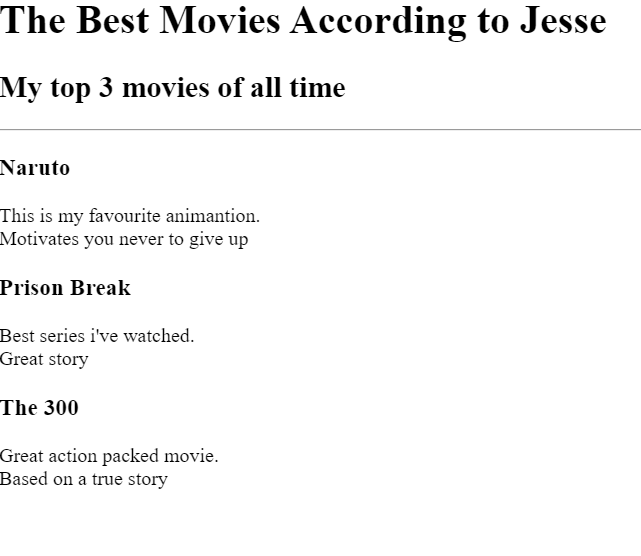 The Best Movies According to Jesse
My top 3 movies of all time
Naruto
This is my favourite animantion.
Motivates you never to give up
Prison Break
Best series i've watched.
Great story
The 300
Great action packed movie.
Based on a true story